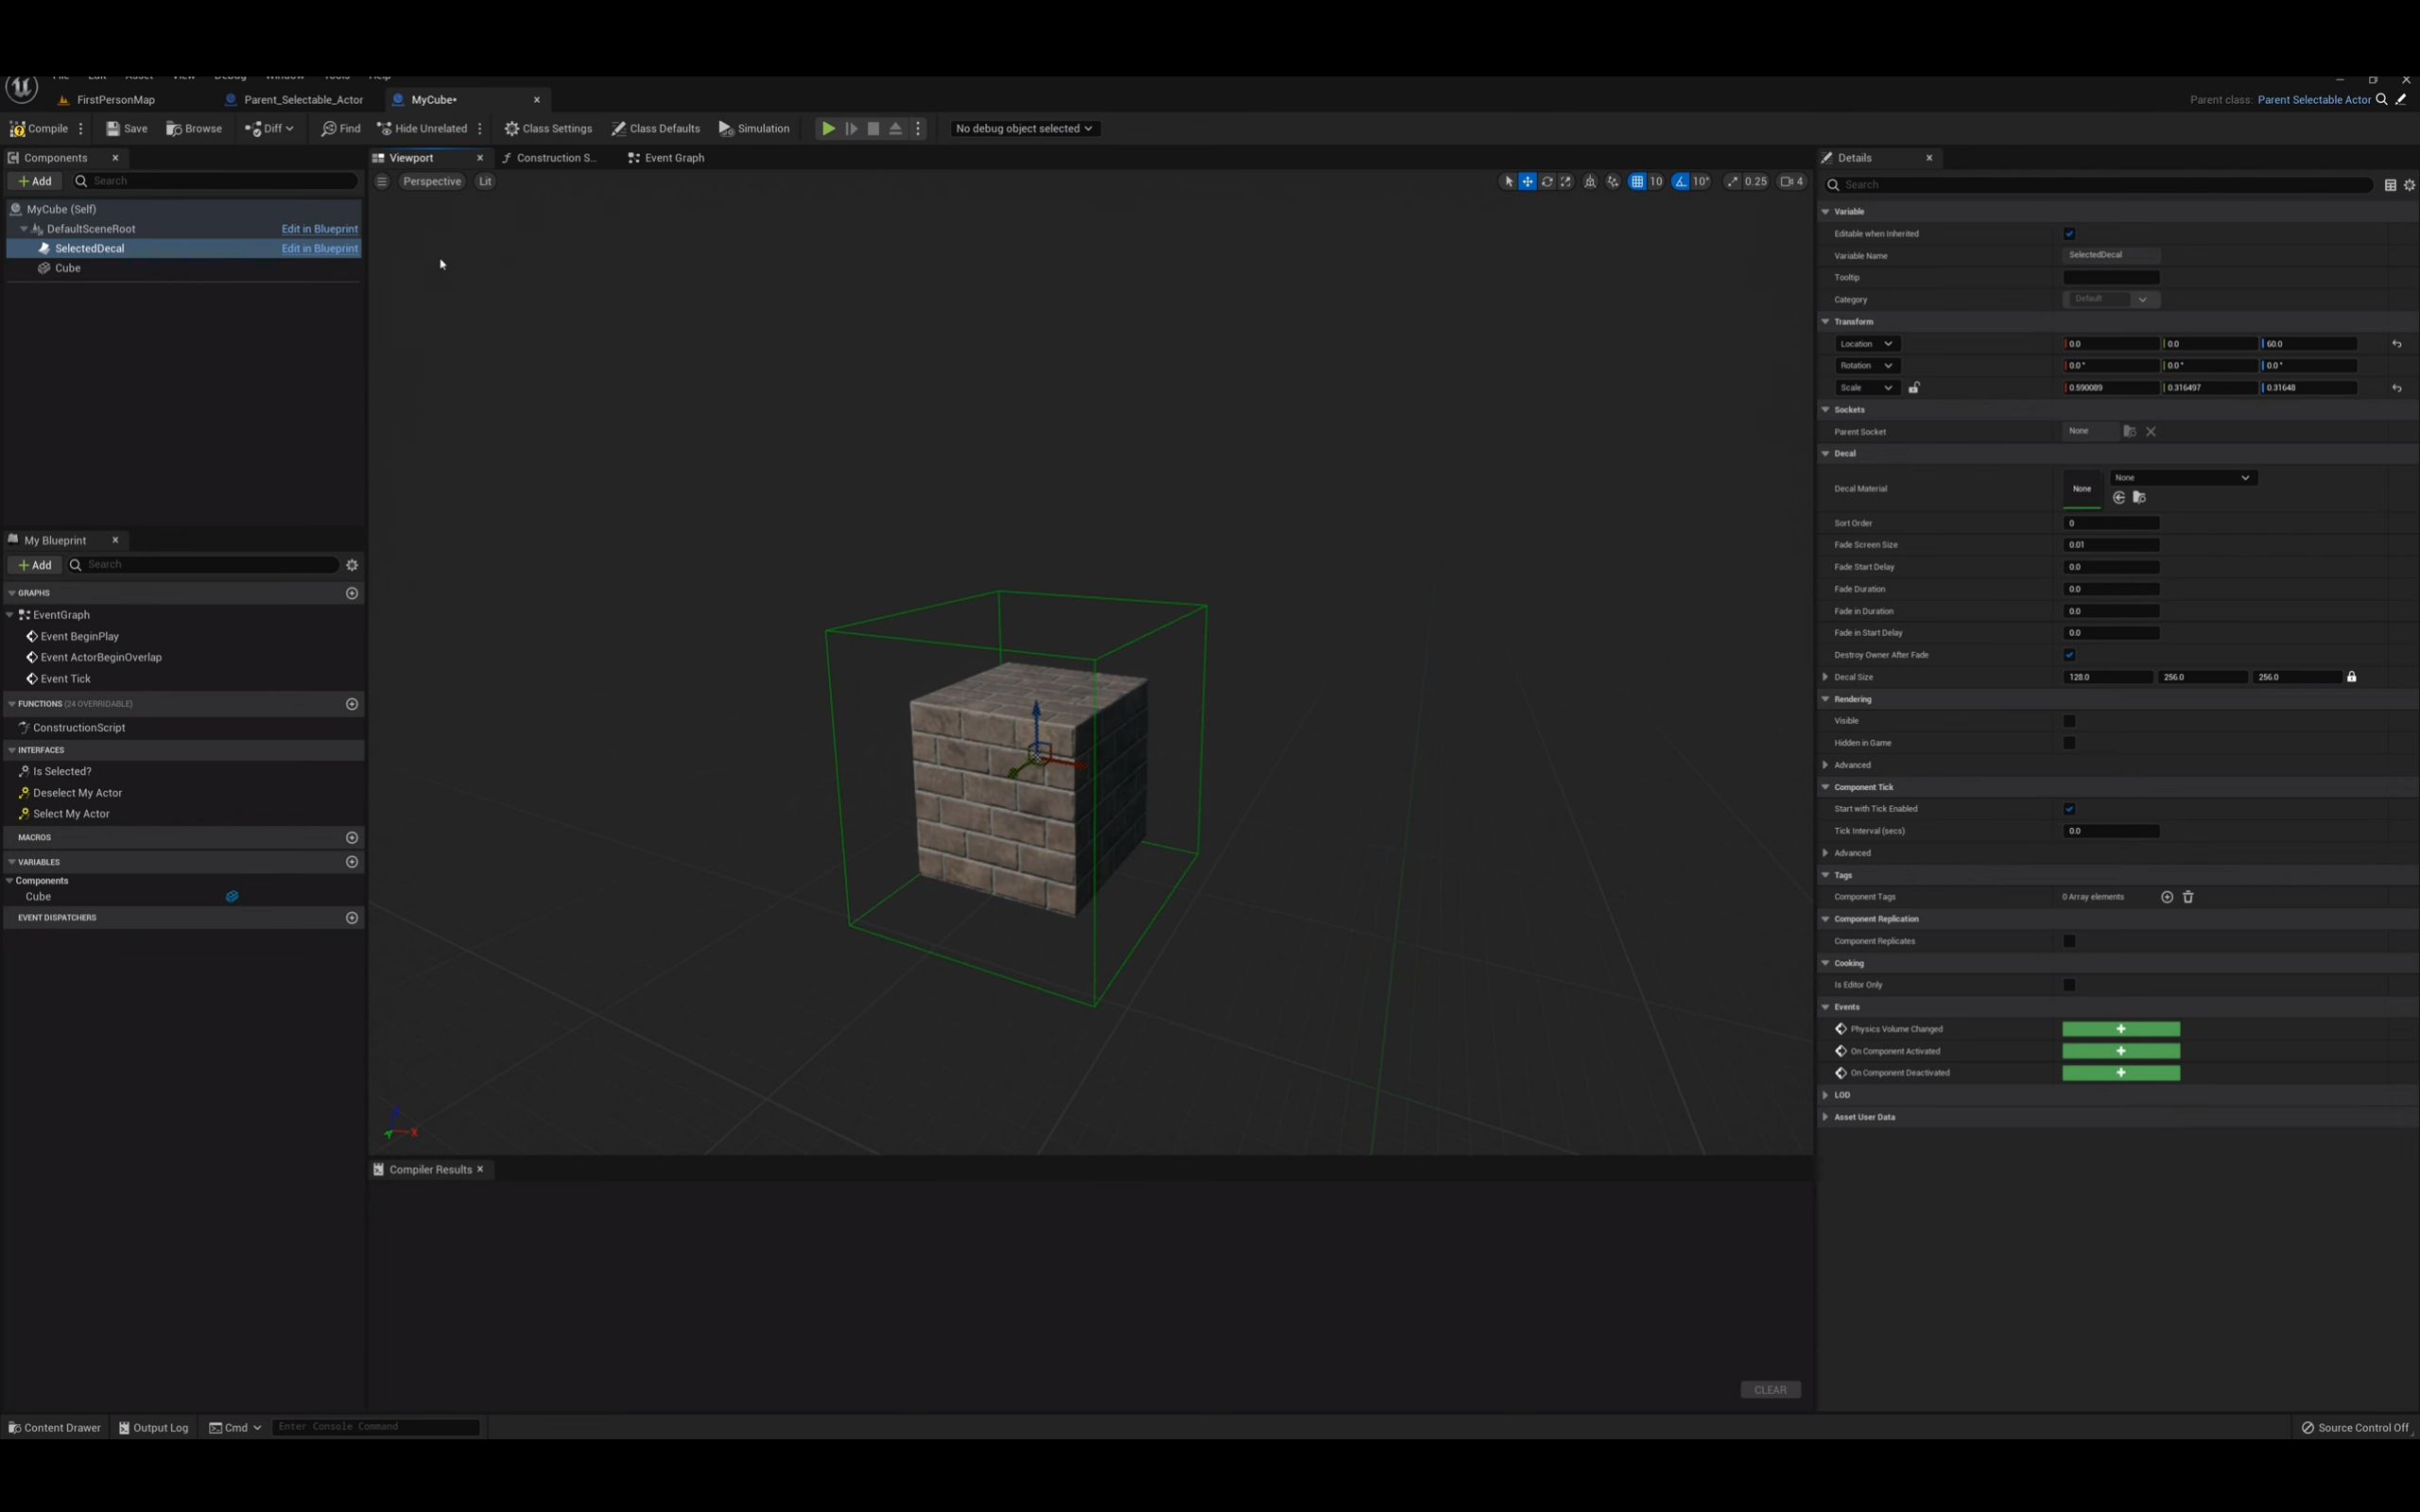 File Edit Asset View Debug Window Tools Help
FirstPersonMap Parent_Selectable_Actor MyCube• Parent class: Parent Selectable Actor
Compile Save Browse Diff Find Hide Unrelated Class Settings Class Defaults Simulation No debug object selected
Components
Add Search
MyCube (Self)
DefaultSceneRoot Edit in Blueprint
SelectedDecal Edit in Blueprint
Cube
My Blueprint
Add Search
GRAPHS
EventGraph
Event BeginPlay
Event ActorBeginOverlap
Event Tick
FUNCTIONS (24 OVERRIDABLE)
ConstructionScript
INTERFACES
Is Selected?
Deselect My Actor
Select My Actor
MACROS
VARIABLES
Components
Cube
EVENT DISPATCHERS
Viewport Construction S... Event Graph
Perspective Lit 10 10° 0.25 4
Z
Y X
Compiler Results
CLEAR
Details
Search
Variable
Editable when Inherited
Variable Name SelectedDecal
Tooltip
Category Default
Transform
Location 0.0 0.0 60.0
Rotation 0.0° 0.0° 0.0°
Scale 0.590089 0.316497 0.31648
Sockets
Parent Socket None
Decal
Decal Material None None
Sort Order 0
Fade Screen Size 0.01
Fade Start Delay 0.0
Fade Duration 0.0
Fade in Duration 0.0
Fade in Start Delay 0.0
Destroy Owner After Fade
Decal Size 128.0 256.0 256.0
Rendering
Visible
Hidden in Game
Advanced
Component Tick
Start with Tick Enabled
Tick Interval (secs) 0.0
Advanced
Tags
Component Tags 0 Array elements
Component Replication
Component Replicates
Cooking
Is Editor Only
Events
Physics Volume Changed
On Component Activated
On Component Deactivated
LOD
Asset User Data
Content Drawer Output Log Cmd Enter Console Command Source Control Off